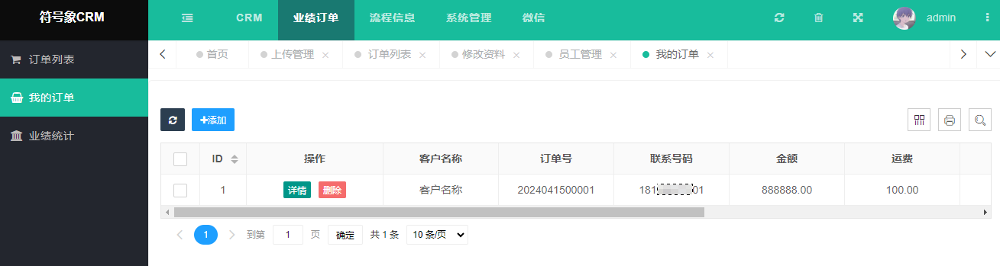 符号象CRM CRM 业绩订单 流程信息 系统管理 微信 admin
订单列表
我的订单
业绩统计
首页 上传管理 订单列表 修改资料 员工管理 我的订单
添加
ID 操作 客户名称 订单号 联系号码 金额 运费
1 详情 删除 客户名称 2024041500001 181 01 888888.00 100.00
1 到第 1 页 确定 共 1 条 10 条/页